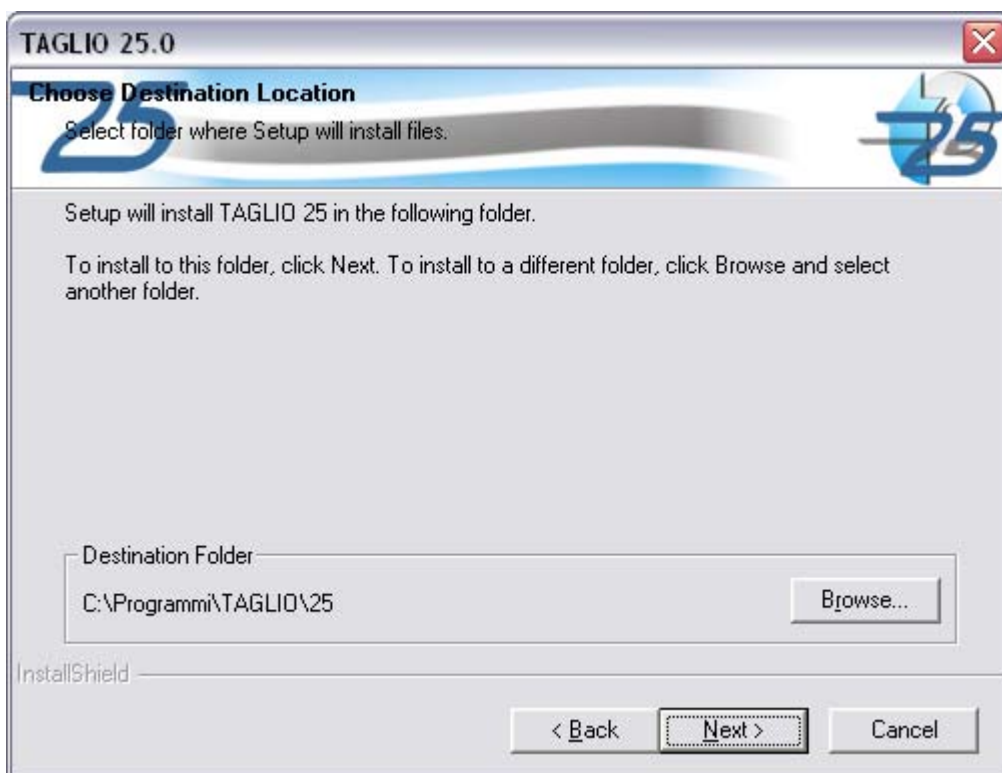 TAGLIO 25.0
Choose Destination Location
25
Select folder where Setup will install files.
25
Setup will install TAGLIO 25 in the following folder.
To install to this folder, click Next. To install to a different folder, click Browse and select
another folder.
Destination Folder
C:\Programmi\TAGLIO\25
Browse...
InstallShield
< Back
Next >
Cancel